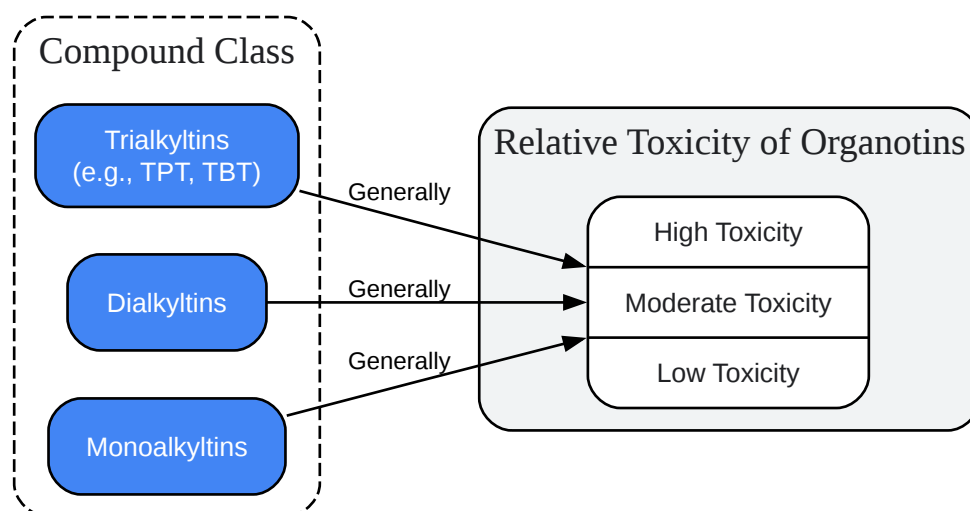 Compound Class
Trialkyltins
(e.g., TPT, TBT)
Dialkyltins
Monoalkyltins
Generally
Generally
Generally
Relative Toxicity of Organotins
High Toxicity
Moderate Toxicity
Low Toxicity